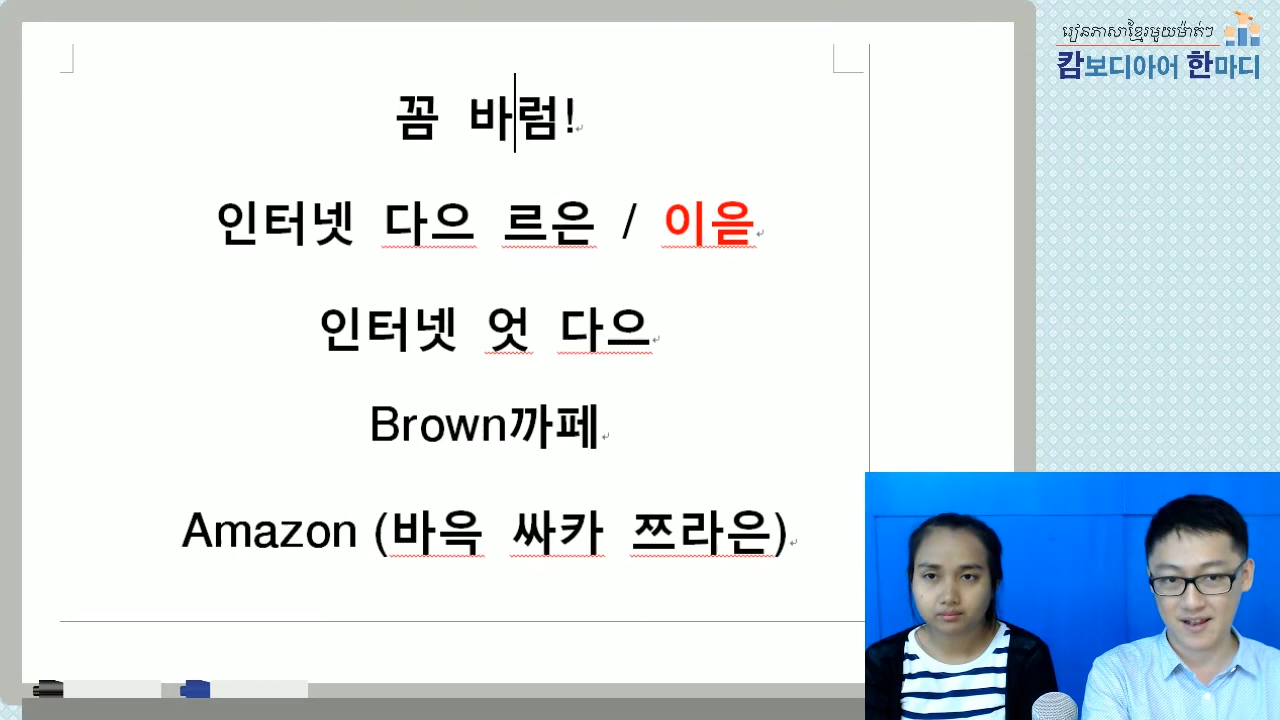 꼼 바럼!
인터넷 다으 르은 / 이읃
인터넷 엇 다으
Brown까페
Amazon (바윽 싸카 쯔라은)
រៀនភាសាខ្មែរមួយម៉ាត់ៗ
캄보디아어 한마디